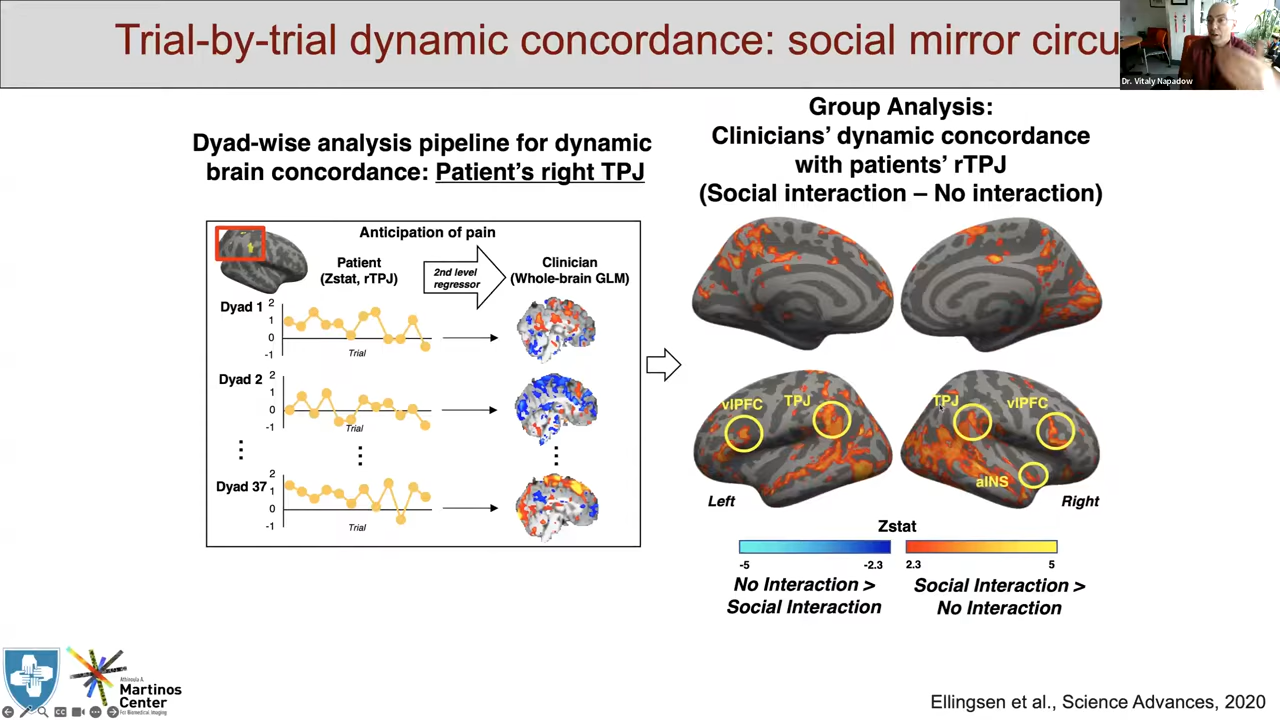 Trial-by-trial dynamic concordance: social mirror circu
Dr. Vitaly Napadow
Dyad-wise analysis pipeline for dynamic
brain concordance: Patient's right TPJ
Anticipation of pain
Patient
(Zstat, rTPJ)
2nd level
regressor
Clinician
(Whole-brain GLM)
Dyad 1
2
1
0
-1
Trial
Dyad 2
2
1
0
-1
Trial
Dyad 37
2
1
0
-1
Trial
Group Analysis:
Clinicians' dynamic concordance
with patients' rTPJ
(Social interaction – No interaction)
vlPFC
TPJ
TPJ
vlPFC
aINS
Left
Right
Zstat
-5
-2.3
2.3
5
No Interaction >
Social Interaction
Social Interaction >
No Interaction
Athinoula A.
Martinos
Center
For Biomedical Imaging
CC
Ellingsen et al., Science Advances, 2020